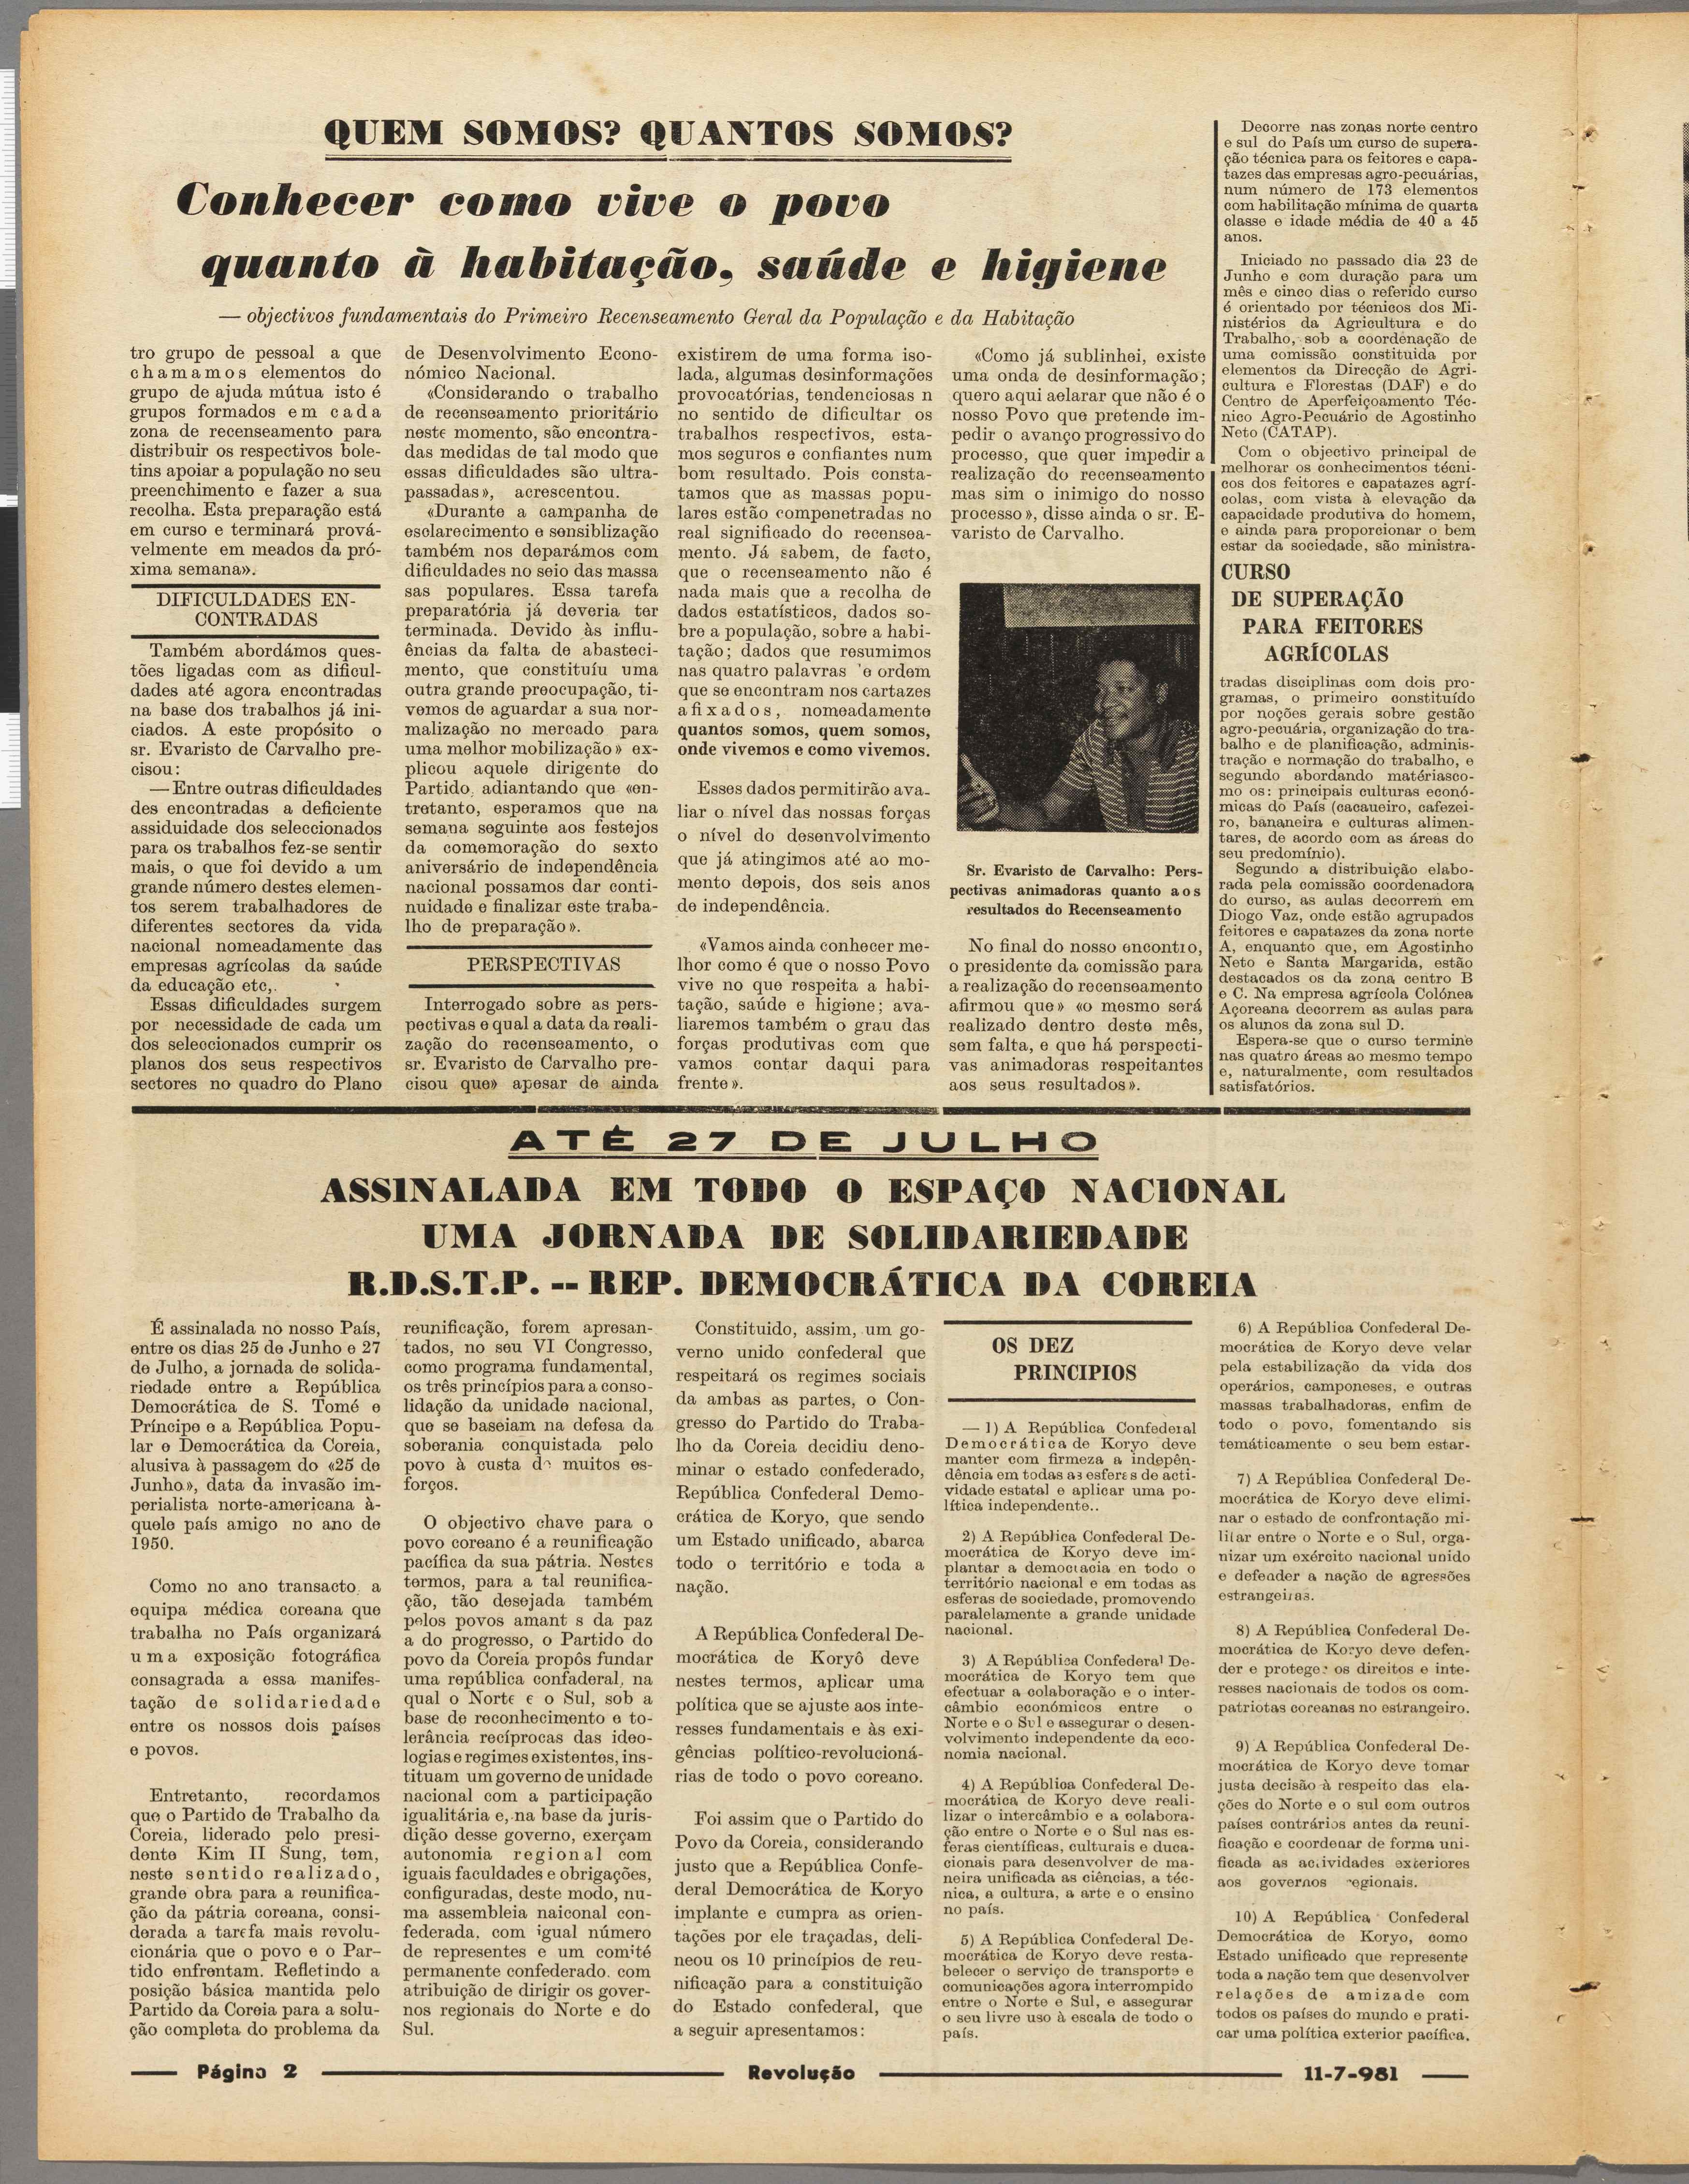 QUEM SOMOS? QUANTOS SOMOS?
Conhecer como vive o povo
quanto à habitação, saúde e higiene
— objectivos fundamentais do Primeiro Recenseamento Geral da População e da Habitação
tro grupo de pessoal a que
chamamos elementos do
grupo de ajuda mútua isto é
grupos formados em cada
zona de recenseamento para
distribuir os respectivos bole-
tins apoiar a população no seu
preenchimento e fazer a sua
recolha. Esta preparação está
em curso e terminará prová-
velmente em meados da pró-
xima semana».
DIFICULDADES EN-
CONTRADAS
Também abordámos ques-
tões ligadas com as dificul-
dades até agora encontradas
na base dos trabalhos já ini-
ciados. A este propósito o
sr. Evaristo de Carvalho pre-
cisou:
— Entre outras dificuldades
des encontradas a deficiente
assiduidade dos seleccionados
para os trabalhos fez-se sentir
mais, o que foi devido a um
grande número destes elemen-
tos serem trabalhadores de
diferentes sectores da vida
nacional nomeadamente das
empresas agrícolas da saúde
da educação etc,.
Essas dificuldades surgem
por necessidade de cada um
dos seleccionados cumprir os
planos dos seus respectivos
sectores no quadro do Plano
de Desenvolvimento Econo-
nómico Nacional.
«Considerando o trabalho
de recenseamento prioritário
neste momento, são encontra-
das medidas de tal modo que
essas dificuldades são ultra-
passadas», acrescentou.
«Durante a campanha de
esclarecimento e sensiblização
também nos deparámos com
dificuldades no seio das massa
sas populares. Essa tarefa
preparatória já deveria ter
terminada. Devido às influ-
ências da falta de abasteci-
mento, que constituíu uma
outra grande preocupação, ti-
vemos de aguardar a sua nor-
malização no mercado para
uma melhor mobilização» ex-
plicou aquele dirigente do
Partido, adiantando que «en-
tretanto, esperamos que na
semana seguinte aos festejos
da comemoração do sexto
aniversário de independência
nacional possamos dar conti-
nuidade e finalizar este traba-
lho de preparação».
PERSPECTIVAS
Interrogado sobre as pers-
pectivas e qual a data da reali-
zação do recenseamento, o
sr. Evaristo de Carvalho pre-
cisou que» apesar de ainda
existirem de uma forma iso-
lada, algumas desinformações
provocatórias, tendenciosas n
no sentido de dificultar os
trabalhos respectivos, esta-
mos seguros e confiantes num
bom resultado. Pois consta-
tamos que as massas popu-
lares estão compenetradas no
real significado do recensea-
mento. Já sabem, de facto,
que o recenseamento não é
nada mais que a recolha de
dados estatísticos, dados so-
bre a população, sobre a habi-
tação; dados que resumimos
nas quatro palavras 'e ordem
que se encontram nos cartazes
afixados, nomeadamente
quantos somos, quem somos,
onde vivemos e como vivemos.
Esses dados permitirão ava-
liar o nível das nossas forças
o nível do desenvolvimento
que já atingimos até ao mo-
mento depois, dos seis anos
de independência.
«Vamos ainda conhecer me-
lhor como é que o nosso Povo
vive no que respeita a habi-
tação, saúde e higiene; ava-
liaremos também o grau das
forças produtivas com que
vamos contar daqui para
frente».
«Como já sublinhei, existe
uma onda de desinformação;
quero aqui aelarar que não é o
nosso Povo que pretende im-
pedir o avanço progressivo do
processo, que quer impedir a
realização do recenseamento
mas sim o inimigo do nosso
processo», disse ainda o sr. E-
varisto de Carvalho.
Sr. Evaristo de Carvalho: Pers-
pectivas animadoras quanto aos
resultados do Recenseamento
No final do nosso encontro,
o presidente da comissão para
a realização do recenseamento
afirmou que» «o mesmo será
realizado dentro deste mês,
sem falta, e que há perspecti-
vas animadoras respeitantes
aos seus resultados».
Decorre nas zonas norte centro
e sul do País um curso de supera-
ção técnica para os feitores e capa-
tazes das empresas agro-pecuárias,
num número de 173 elementos
com habilitação mínima de quarta
classe e idade média de 40 a 45
anos.
Iniciado no passado dia 23 de
Junho e com duração para um
mês e cinco dias o referido curso
é orientado por técnicos dos Mi-
nistérios da Agricultura e do
Trabalho, sob a coordenação de
uma comissão constituida por
elementos da Direcção de Agri-
cultura e Florestas (DAF) e do
Centro de Aperfeiçoamento Téc-
nico Agro-Pecuário de Agostinho
Neto (CATAP).
Com o objectivo principal de
melhorar os conhecimentos técni-
cos dos feitores e capatazes agrí-
colas, com vista à elevação da
capacidade produtiva do homem,
e ainda para proporcionar o bem
estar da sociedade, são ministra-
CURSO
DE SUPERAÇÃO
PARA FEITORES
AGRÍCOLAS
tradas disciplinas com dois pro-
gramas, o primeiro constituído
por noções gerais sobre gestão
agro-pecuária, organização do tra-
balho e de planificação, adminis-
tração e normação do trabalho, e
segundo abordando matériasco-
mo os: principais culturas econó-
micas do País (cacaueiro, cafezei-
ro, bananeira e culturas alimen-
tares, de acordo com as áreas do
seu predomínio).
Segundo a distribuição elabo-
rada pela comissão coordenadora
do curso, as aulas decorrem em
Diogo Vaz, onde estão agrupados
feitores e capatazes da zona norte
A, enquanto que, em Agostinho
Neto e Santa Margarida, estão
destacados os da zona centro B
e C. Na empresa agrícola Colónea
Açoreana decorrem as aulas para
os alunos da zona sul D.
Espera-se que o curso termine
nas quatro áreas ao mesmo tempo
e, naturalmente, com resultados
satisfatórios.
ATÉ 27 DE JULHO
ASSINALADA EM TODO O ESPAÇO NACIONAL
UMA JORNADA DE SOLIDARIEDADE
R.D.S.T.P. -- REP. DEMOCRÁTICA DA COREIA
É assinalada no nosso País,
entre os dias 25 de Junho e 27
de Julho, a jornada de solida-
riedade entre a República
Democrática de S. Tomé e
Príncipe e a República Popu-
lar e Democrática da Coreia,
alusiva à passagem do «25 de
Junho», data da invasão im-
perialista norte-americana à-
quele país amigo no ano de
1950.
Como no ano transacto, a
equipa médica coreana que
trabalha no País organizará
uma exposição fotográfica
consagrada a essa manifes-
tação de solidariedade
entre os nossos dois países
e povos.
Entretanto, recordamos
que o Partido de Trabalho da
Coreia, liderado pelo presi-
dente Kim II Sung, tem,
neste sentido realizado,
grande obra para a reunifica-
ção da pátria coreana, consi-
derada a tarefa mais revolu-
cionária que o povo e o Par-
tido enfrentam. Refletindo a
posição básica mantida pelo
Partido da Coreia para a solu-
ção completa do problema da
reunificação, forem apresan-
tados, no seu VI Congresso,
como programa fundamental,
os três princípios para a conso-
lidação da unidade nacional,
que se baseiam na defesa da
soberania conquistada pelo
povo à custa de muitos es-
forços.
O objectivo chave para o
povo coreano é a reunificação
pacífica da sua pátria. Nestes
termos, para a tal reunifica-
ção, tão desejada também
pelos povos amant s da paz
a do progresso, o Partido do
povo da Coreia propôs fundar
uma república confaderal, na
qual o Norte e o Sul, sob a
base de reconhecimento e to-
lerância recíprocas das ideo-
logias e regimes existentes, ins-
tituam um governo de unidade
nacional com a participação
igualitária e, na base da juris-
dição desse governo, exerçam
autonomia regional com
iguais faculdades e obrigações,
configuradas, deste modo, nu-
ma assembleia naiconal con-
federada, com igual número
de representes e um comité
permanente confederado, com
atribuição de dirigir os gover-
nos regionais do Norte e do
Sul.
Constituido, assim, um go-
verno unido confederal que
respeitará os regimes sociais
da ambas as partes, o Con-
gresso do Partido do Traba-
lho da Coreia decidiu deno-
minar o estado confederado,
República Confederal Demo-
crática de Koryo, que sendo
um Estado unificado, abarca
todo o território e toda a
nação.
A República Confederal De-
mocrática de Koryô deve
nestes termos, aplicar uma
política que se ajuste aos inte-
resses fundamentais e às exi-
gências político-revolucioná-
rias de todo o povo coreano.
Foi assim que o Partido do
Povo da Coreia, considerando
justo que a República Confe-
deral Democrática de Koryo
implante e cumpra as orien-
tações por ele traçadas, deli-
neou os 10 princípios de reu-
nificação para a constituição
do Estado confederal, que
a seguir apresentamos:
OS DEZ
PRINCIPIOS
— 1) A República Confederal
Democrática de Koryo deve
manter com firmeza a indepên-
dência em todas as esferas de acti-
vidade estatal e aplicar uma po-
lítica independente..
2) A República Confederal De-
mocrática de Koryo deve im-
plantar a democracia en todo o
território nacional e em todas as
esferas de sociedade, promovendo
paralelamente a grande unidade
nacional.
3) A República Confederal De-
mocrática de Koryo tem que
efectuar a colaboração e o inter-
câmbio económicos entre o
Norte e o Sul e assegurar o desen-
volvimento independente da eco-
nomia nacional.
4) A República Confederal De-
mocrática de Koryo deve reali-
lizar o intercâmbio e a colabora-
ção entre o Norte e o Sul nas es-
feras científicas, culturais e duca-
cionais para desenvolver de ma-
neira unificada as ciências, a téc-
nica, a cultura, a arte e o ensino
no país.
5) A República Confederal De-
mocrática de Koryo deve resta-
belecer o serviço de transporte e
comunicações agora interrompido
entre o Norte e Sul, e assegurar
o seu livre uso à escala de todo o
país.
6) A República Confederal De-
mocrática de Koryo deve velar
pela estabilização da vida dos
operários, camponeses, e outras
massas trabalhadoras, enfim de
todo o povo, fomentando sis
temáticamente o seu bem estar-
7) A República Confederal De-
mocrática de Koryo deve elimi-
nar o estado de confrontação mi-
litar entre o Norte e o Sul, orga-
nizar um exército nacional unido
e defender a nação de agressões
estrangeiras.
8) A República Confederal De-
mocrática de Koryo deve defen-
der e proteger os direitos e inte-
resses nacionais de todos os com-
patriotas coreanas no estrangeiro.
9) A República Confederal De-
mocrática de Koryo deve tomar
justa decisão à respeito das ela-
ções do Norte e o sul com outros
países contrários antes da reuni-
ficação e coordenar de forma uni-
ficada as actividades exteriores
aos governos regionais.
10) A República Confederal
Democrática de Koryo, como
Estado unificado que represente
toda a nação tem que desenvolver
relações de amizade com
todos os países do mundo e prati-
car uma política exterior pacífica.
Página 2
Revolução
11-7-981